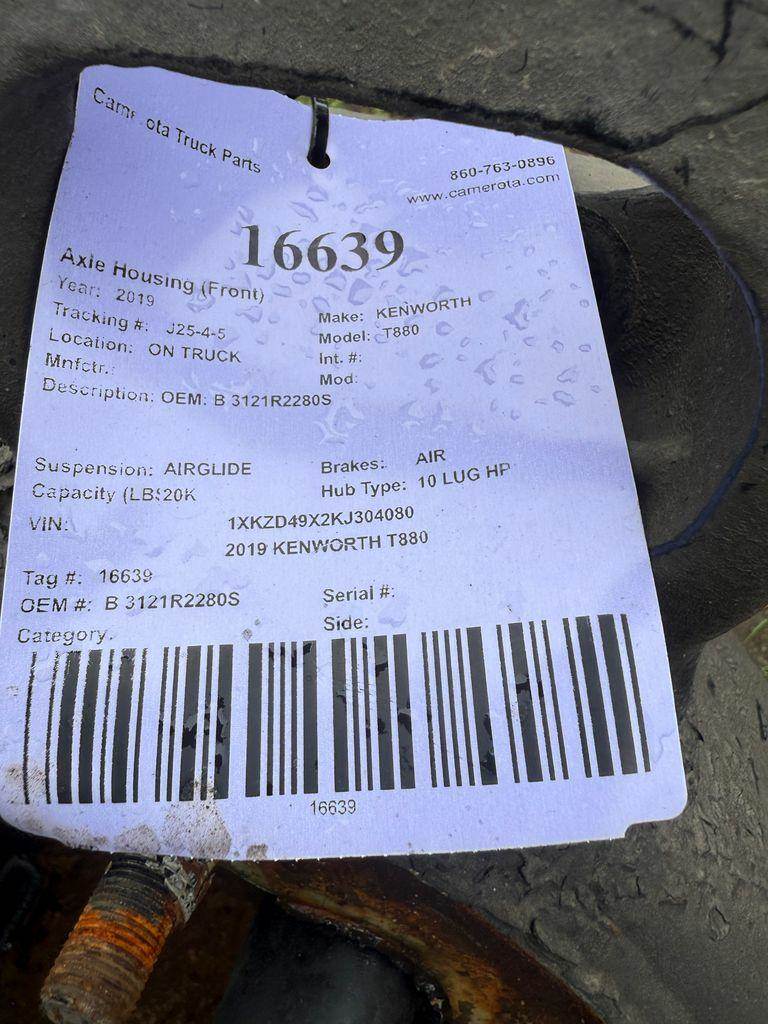 Camerota Truck Parts
860-763-0896
www.camerota.com
16639
Axle Housing (Front)
Year: 2019
Make: KENWORTH
Tracking #: J25-4-5
Model: T880
Location: ON TRUCK
Int. #:
Mnfctr.:
Mod:
Description: OEM: B 3121R2280S
Suspension: AIRGLIDE
Brakes: AIR
Capacity (LBS20K
Hub Type: 10 LUG HP
VIN: 1XKZD49X2KJ304080
2019 KENWORTH T880
Tag #: 16639
OEM #: B 3121R2280S
Serial #:
Category:
Side:
16639